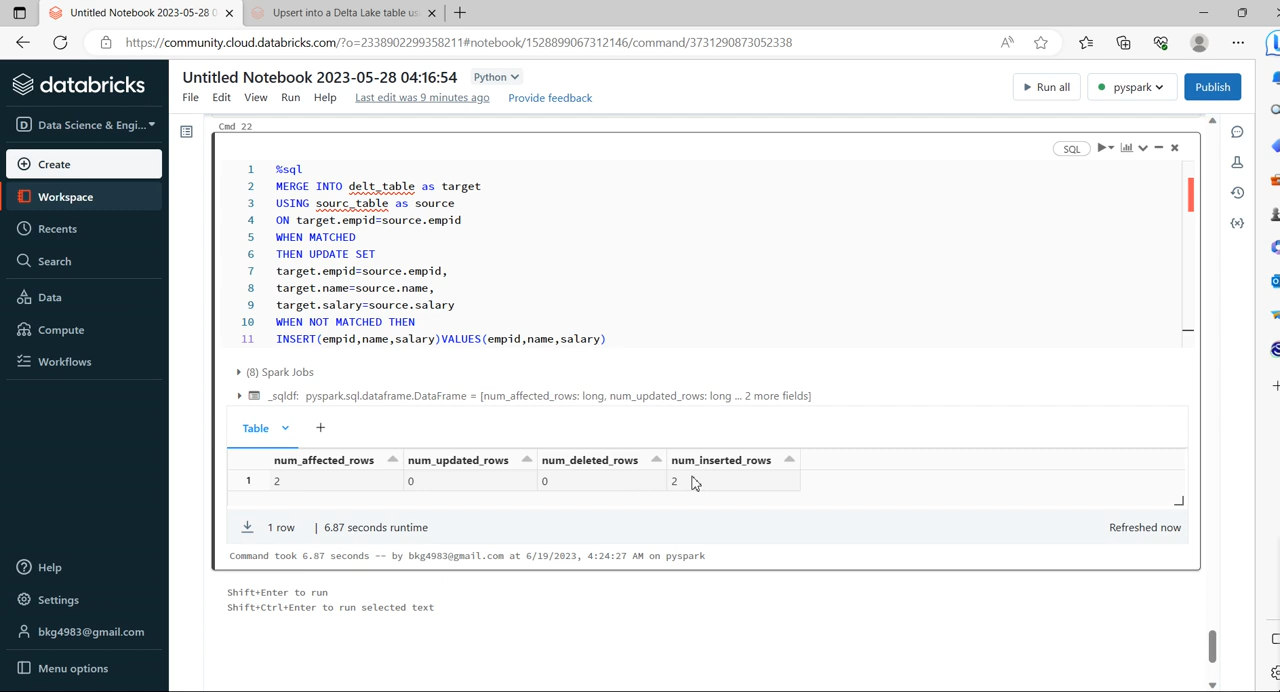 Untitled Notebook 2023-05-28 0
Upsert into a Delta Lake table us
https://community.cloud.databricks.com/?o=2338902299358211#notebook/1528899067312146/command/3731290873052338
databricks
Untitled Notebook 2023-05-28 04:16:54 Python
File Edit View Run Help Last edit was 9 minutes ago Provide feedback
Run all
pyspark
Publish
D Data Science & Engi...
Create
Workspace
Recents
Search
Data
Compute
Workflows
Help
Settings
bkg4983@gmail.com
Menu options
Cmd 22
SQL
1 %sql
2 MERGE INTO delt_table as target
3 USING sourc_table as source
4 ON target.empid=source.empid
5 WHEN MATCHED
6 THEN UPDATE SET
7 target.empid=source.empid,
8 target.name=source.name,
9 target.salary=source.salary
10 WHEN NOT MATCHED THEN
11 INSERT(empid,name,salary)VALUES(empid,name,salary)
(8) Spark Jobs
_sqldf: pyspark.sql.dataframe.DataFrame = [num_affected_rows: long, num_updated_rows: long ... 2 more fields]
Table +
num_affected_rows num_updated_rows num_deleted_rows num_inserted_rows
1 2 0 0 2
1 row | 6.87 seconds runtime
Refreshed now
Command took 6.87 seconds -- by bkg4983@gmail.com at 6/19/2023, 4:24:27 AM on pyspark
Shift+Enter to run
Shift+Ctrl+Enter to run selected text